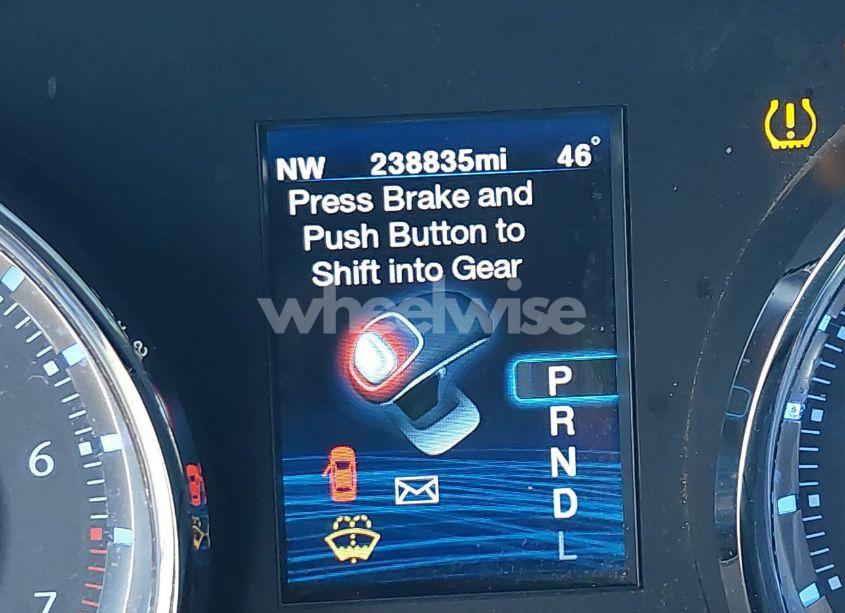 NW 238835mi 46°
Press Brake and
Push Button to
Shift into Gear
wheelwise
P
R
N
D
L
6
7